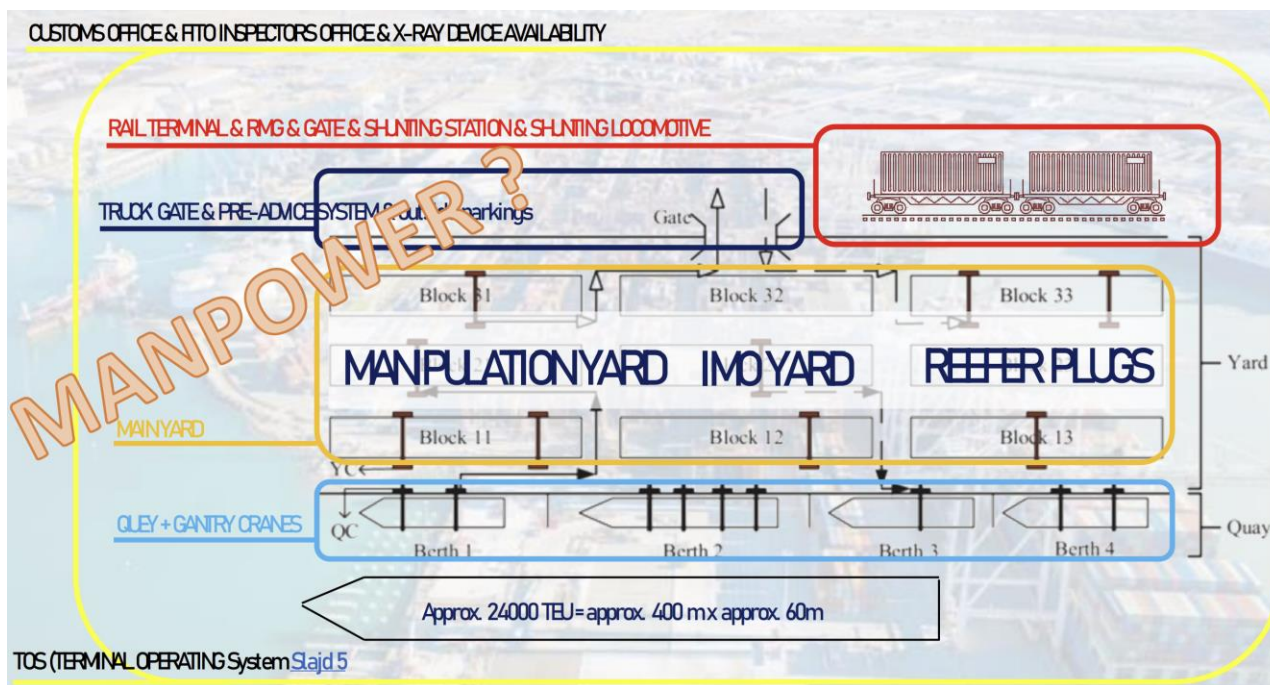 CUSTOMS OFFICE & FITO INSPECTORS OFFICE & X-RAY DEVICE AVAILABILITY
RAIL TERMINAL & RMG & GATE & SHUNTING STATION & SHUNTING LOCOMOTIVE
MANPOWER ?
TRUCK GATE & PRE-ADVICE SYSTEM & parkings
Gate
Block 31
Block 32
Block 33
MANIPULATION YARD
IMO YARD
REEFER PLUGS
Yard
MAIN YARD
Block 11
Block 12
Block 13
YC
QUEY + GANTRY CRANES
QC
Berth 1
Berth 2
Berth 3
Berth 4
Quay
Approx. 24000 TEU = approx. 400 m x approx. 60m
TOS (TERMINAL OPERATING System Slajd 5